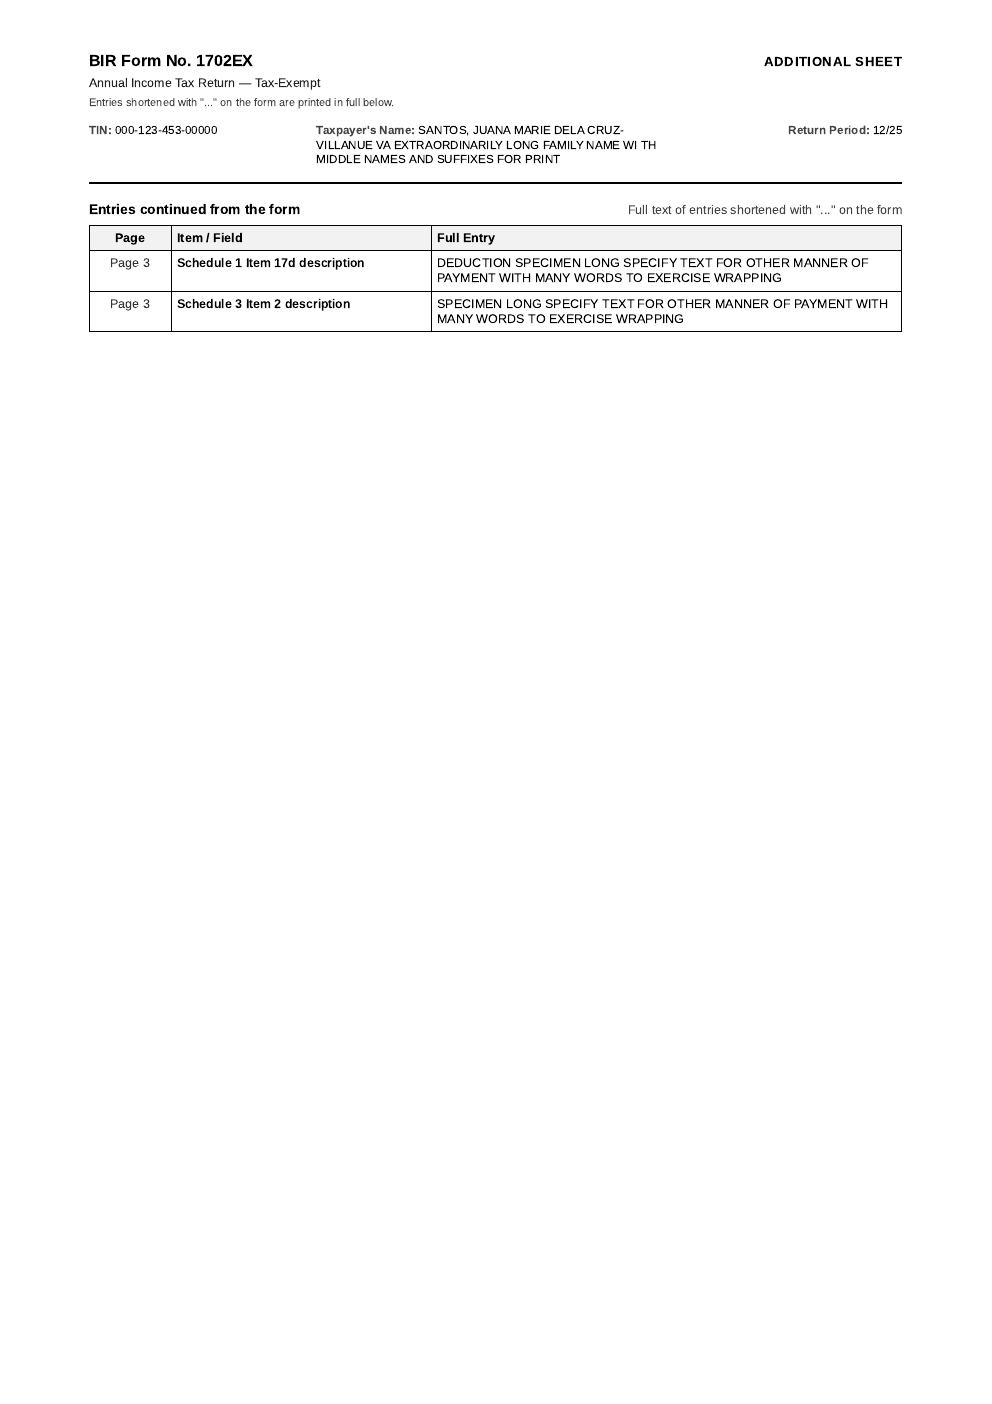 BIR Form No. 1702EX
ADDITIONAL SHEET
Annual Income Tax Return — Tax-Exempt
Entries shortened with "..." on the form are printed in full below.
TIN: 000-123-453-00000
Taxpayer's Name: SANTOS, JUANA MARIE DELA CRUZ-
VILLANUE VA EXTRAORDINARILY LONG FAMILY NAME WI TH
MIDDLE NAMES AND SUFFIXES FOR PRINT
Return Period: 12/25
Entries continued from the form
Full text of entries shortened with "..." on the form
Page Item / Field Full Entry
Page 3 Schedule 1 Item 17d description DEDUCTION SPECIMEN LONG SPECIFY TEXT FOR OTHER MANNER OF
PAYMENT WITH MANY WORDS TO EXERCISE WRAPPING
Page 3 Schedule 3 Item 2 description SPECIMEN LONG SPECIFY TEXT FOR OTHER MANNER OF PAYMENT WITH
MANY WORDS TO EXERCISE WRAPPING